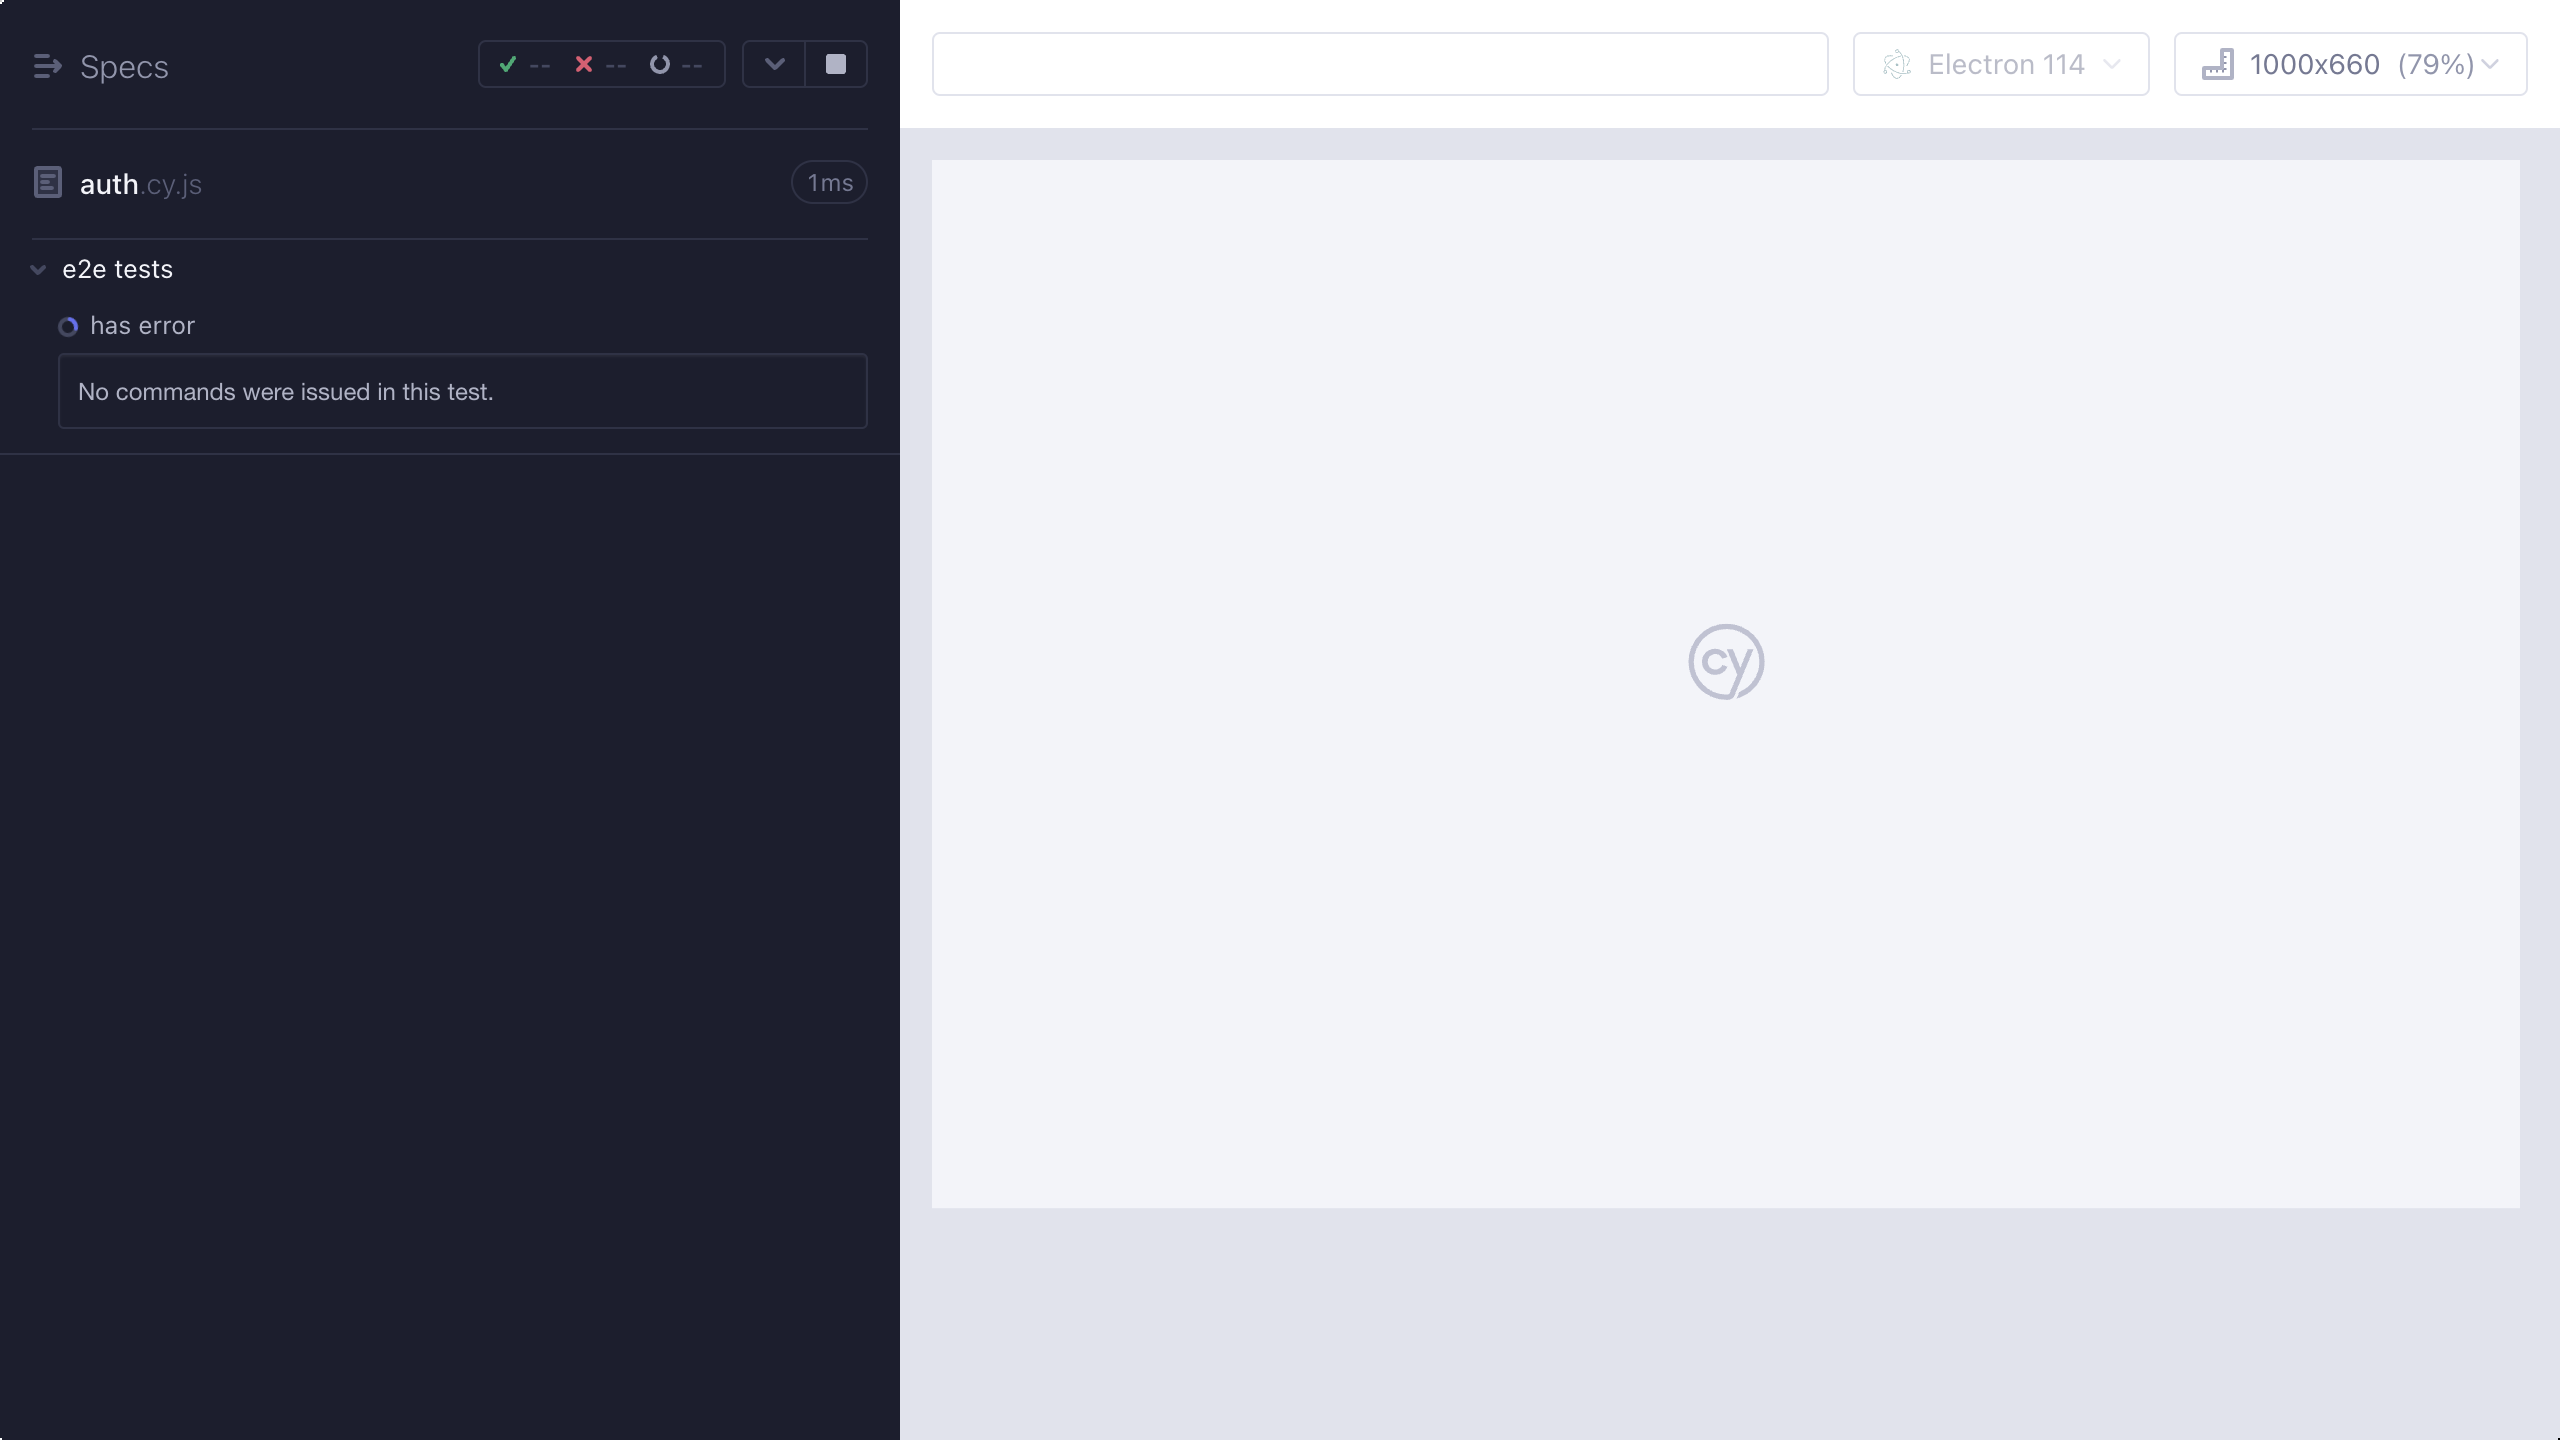 Specs
--
--
--
auth.cy.js
1ms
e2e tests
has error
No commands were issued in this test.
Electron 114
1000x660 (79%)
cy